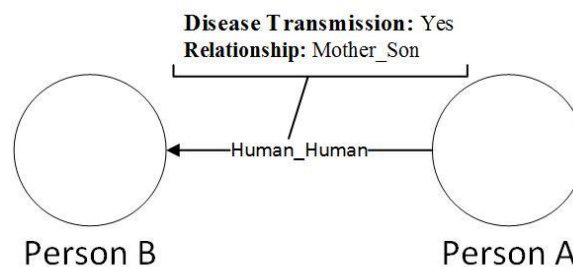 Disease Transmission: Yes
Relationship: Mother_Son
Human_Human
Person B
Person A